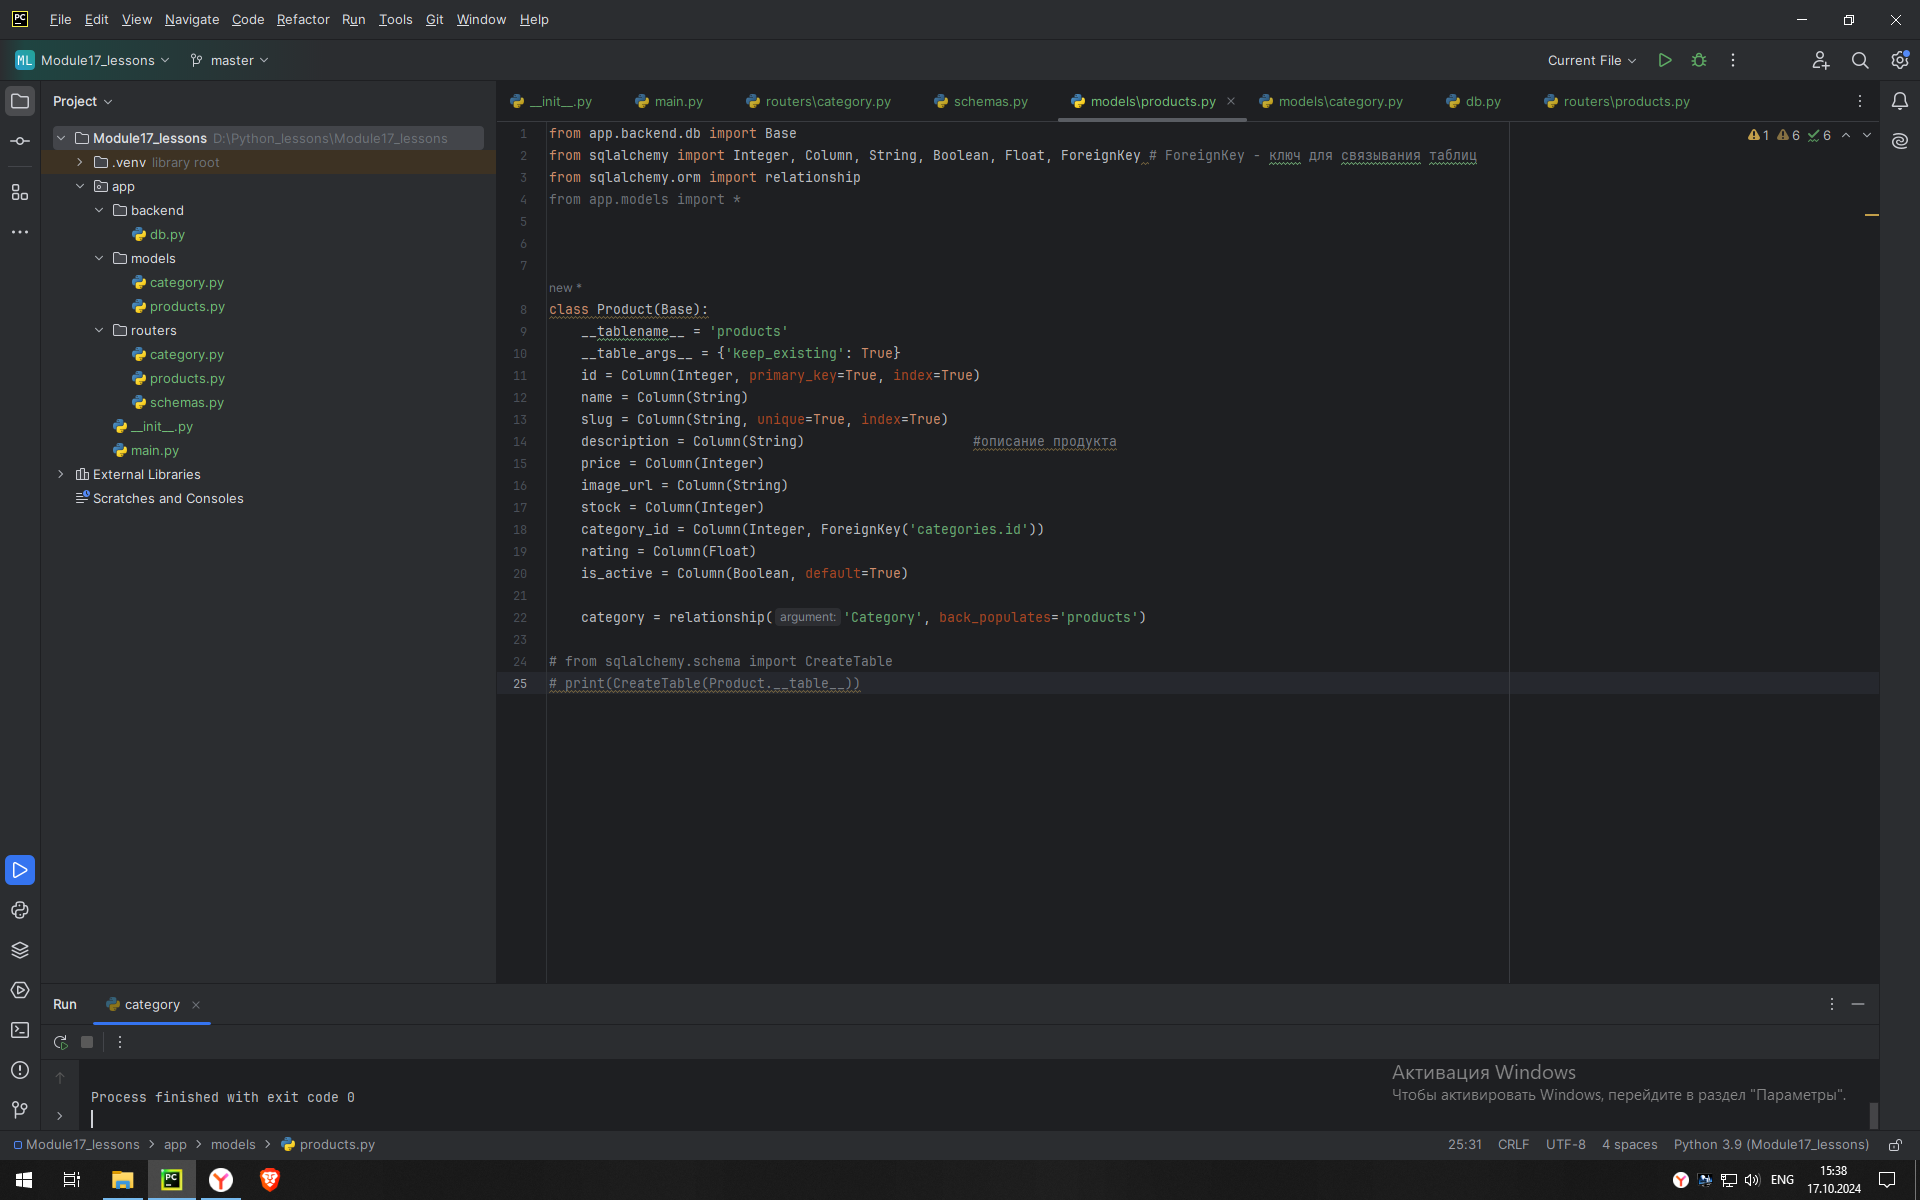 PC File Edit View Navigate Code Refactor Run Tools Git Window Help
ML Module17_lessons master Current File
Project
__init__.py main.py routers\category.py schemas.py models\products.py models\category.py db.py routers\products.py
Module17_lessons D:\Python_lessons\Module17_lessons
.venv library root
app
backend
db.py
models
category.py
products.py
routers
category.py
products.py
schemas.py
__init__.py
main.py
External Libraries
Scratches and Consoles
1 6 6
1 from app.backend.db import Base
2 from sqlalchemy import Integer, Column, String, Boolean, Float, ForeignKey # ForeignKey - ключ для связывания таблиц
3 from sqlalchemy.orm import relationship
4 from app.models import *
5
6
7
new *
8 class Product(Base):
9 __tablename__ = 'products'
10 __table_args__ = {'keep_existing': True}
11 id = Column(Integer, primary_key=True, index=True)
12 name = Column(String)
13 slug = Column(String, unique=True, index=True)
14 description = Column(String) #описание продукта
15 price = Column(Integer)
16 image_url = Column(String)
17 stock = Column(Integer)
18 category_id = Column(Integer, ForeignKey('categories.id'))
19 rating = Column(Float)
20 is_active = Column(Boolean, default=True)
21
22 category = relationship( argument: 'Category', back_populates='products')
23
24 # from sqlalchemy.schema import CreateTable
25 # print(CreateTable(Product.__table__))
Run category
Process finished with exit code 0
Активация Windows
Чтобы активировать Windows, перейдите в раздел "Параметры".
Module17_lessons > app > models > products.py 25:31 CRLF UTF-8 4 spaces Python 3.9 (Module17_lessons)
PC ENG 15:38
17.10.2024